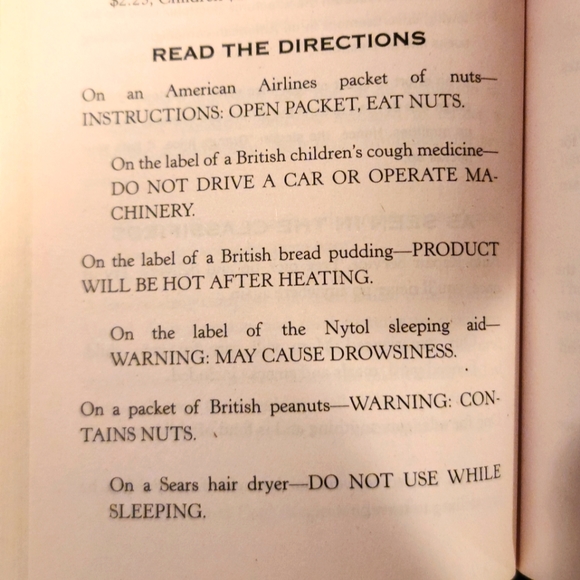 $2.25, Children
READ THE DIRECTIONS
On an American Airlines packet of nuts—
INSTRUCTIONS: OPEN PACKET, EAT NUTS.
On the label of a British children's cough medicine—
DO NOT DRIVE A CAR OR OPERATE MA-
CHINERY.
On the label of a British bread pudding—PRODUCT
WILL BE HOT AFTER HEATING.
On the label of the Nytol sleeping aid—
WARNING: MAY CAUSE DROWSINESS.
On a packet of British peanuts—WARNING: CON-
TAINS NUTS.
On a Sears hair dryer—DO NOT USE WHILE
SLEEPING.